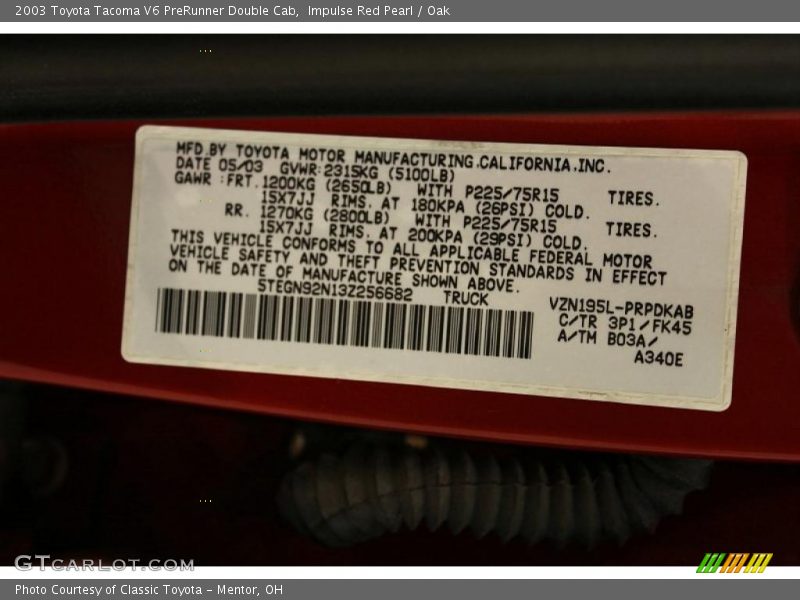 2003 Toyota Tacoma V6 PreRunner Double Cab,  Impulse Red Pearl / Oak
MFD.BY TOYOTA MOTOR MANUFACTURING.CALIFORNIA.INC.
DATE 05/03 GVWR:2315KG (5100LB)
GAWR :FRT.1200KG (2650LB) WITH P225/75R15 TIRES.
15X7JJ RIMS. AT 180KPA (26PSI) COLD.
RR. 1270KG (2800LB) WITH P225/75R15 TIRES.
15X7JJ RIMS. AT 200KPA (29PSI) COLD.
THIS VEHICLE CONFORMS TO ALL APPLICABLE FEDERAL MOTOR
VEHICLE SAFETY AND THEFT PREVENTION STANDARDS IN EFFECT
ON THE DATE OF MANUFACTURE SHOWN ABOVE.
5TEGN92N13Z256682 TRUCK
VZN195L-PRPDKAB
C/TR 3P1/FK45
A/TM B03A/
A340E
GTCARLOT.COM
Photo Courtesy of Classic Toyota - Mentor, OH